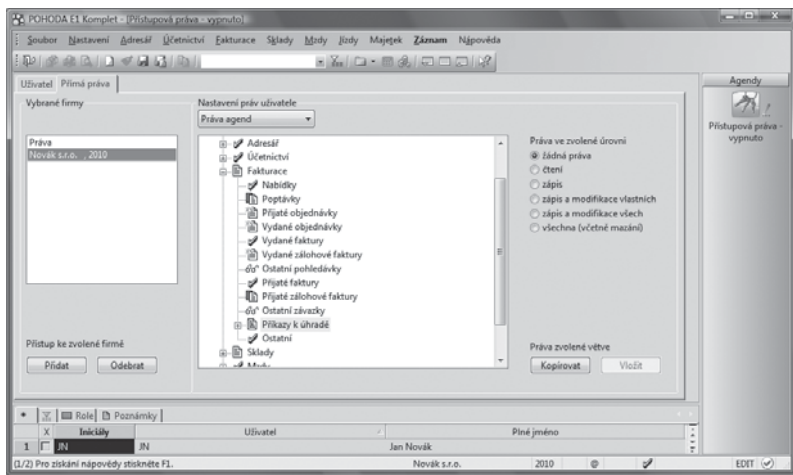 POHODA E1 Komplet - [Přístupová práva - vypnuto]
Soubor Nastavení Adresář Účetnictví Fakturace Sklady Mzdy Jízdy Majetek Záznam Nápověda
Uživatel Přímá práva
Agendy
Přístupová práva - vypnuto
Vybrané firmy
Práva
Novák s.r.o. , 2010
Přístup ke zvolené firmě
Přidat Odebrat
Nastavení práv uživatele
Práva agend
Adresář
Účetnictví
Fakturace
Nabídky
Poptávky
Přijaté objednávky
Vydané objednávky
Vydané faktury
Vydané zálohové faktury
Ostatní pohledávky
Přijaté faktury
Přijaté zálohové faktury
Ostatní závazky
Příkazy k úhradě
Ostatní
Sklady
Mzdy
Práva ve zvolené úrovni
žádná práva
čtení
zápis
zápis a modifikace vlastních
zápis a modifikace všech
všechna (včetně mazání)
Práva zvolené větve
Kopírovat Vložit
* Role Poznámky
X Iniciály Uživatel Plné jméno
1 JN JN Jan Novák
(1/2) Pro získání nápovědy stiskněte F1. Novák s.r.o. 2010 @ EDIT